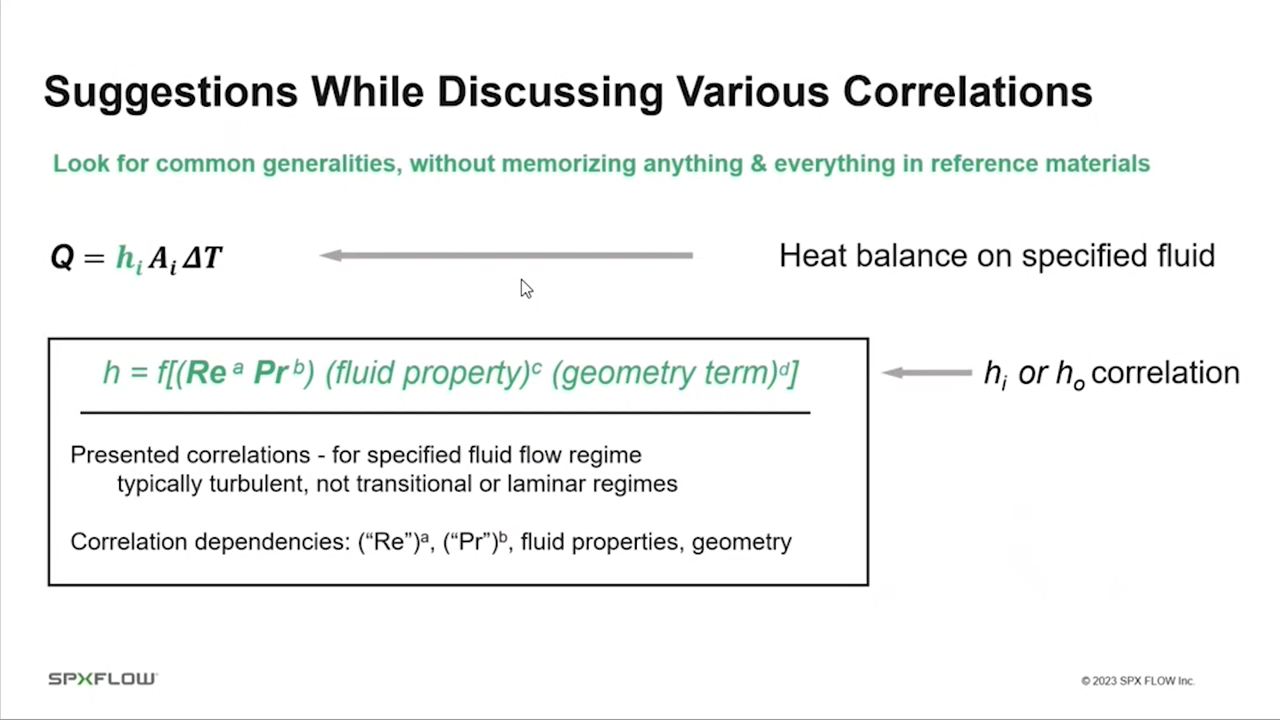 Suggestions While Discussing Various Correlations
Look for common generalities, without memorizing anything & everything in reference materials
Q = hᵢ Aᵢ ΔT
Heat balance on specified fluid
h = f[(Re ᵃ Pr ᵇ) (fluid property)ᶜ (geometry term)ᵈ]
hᵢ or hₒ correlation
Presented correlations - for specified fluid flow regime
typically turbulent, not transitional or laminar regimes
Correlation dependencies: (“Re”)ᵃ, (“Pr”)ᵇ, fluid properties, geometry
SPXFLOW
© 2023 SPX FLOW Inc.